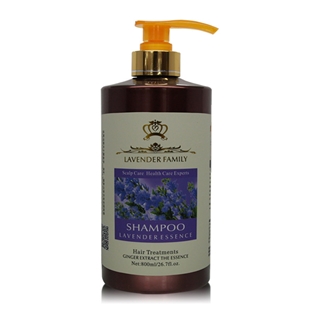 LAVENDER FAMILY
Scalp Care Health Care Experts
SHAMPOO
LAVENDER ESSENCE
Hair Treatments
GINGER EXTRACT THE ESSENCE
Net:800ml/26.7fl.oz.